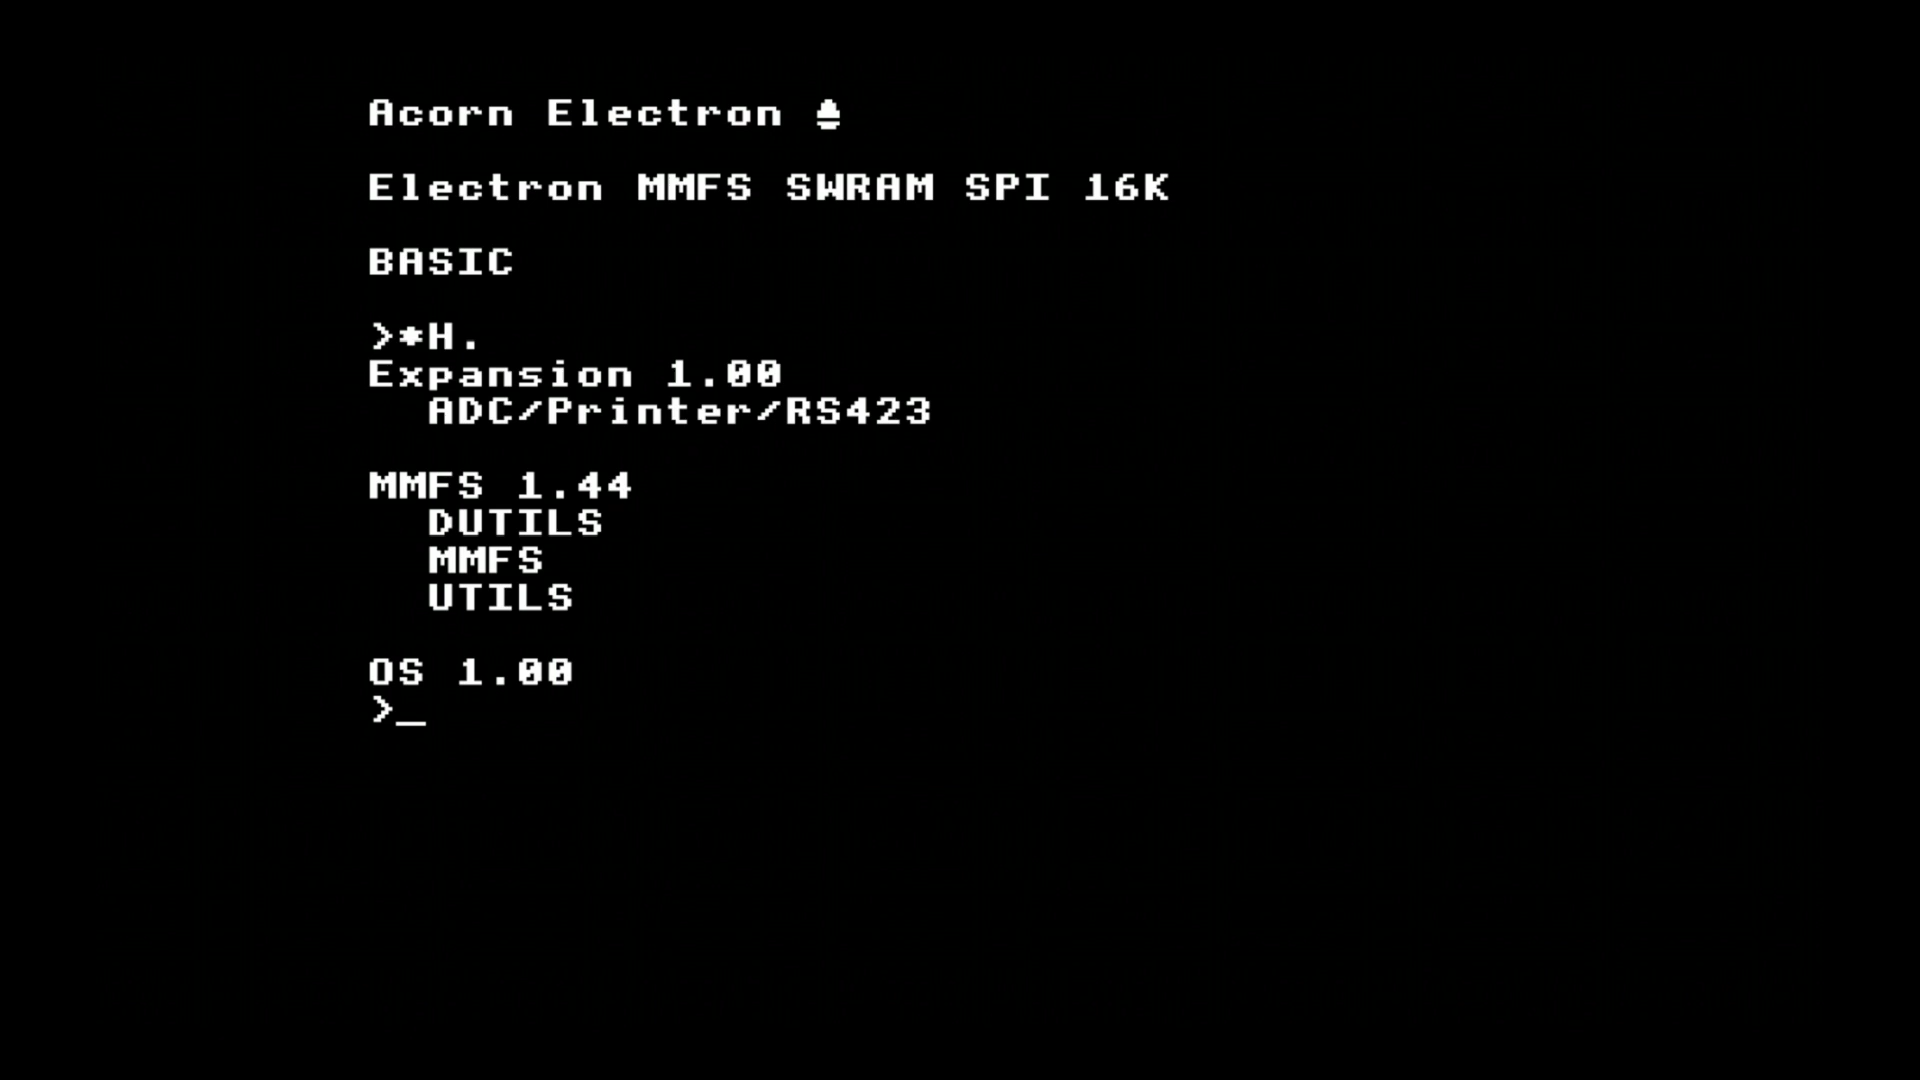 Acorn Electron
Electron MMFS SWRAM SPI 16K
BASIC
>*H.
Expansion 1.00
ADC/Printer/RS423
MMFS 1.44
DUTILS
MMFS
UTILS
OS 1.00
>_